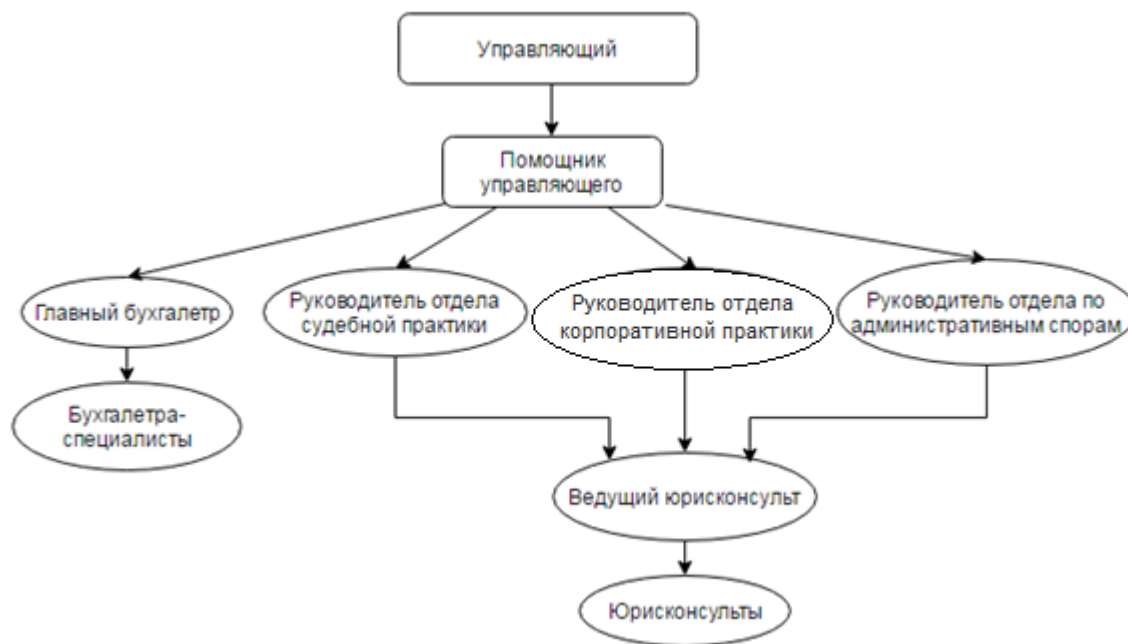 Управляющий
Помощник
управляющего
Главный бухгалетр
Руководитель отдела
судебной практики
Руководитель отдела
корпоративной практики
Руководитель отдела по
административным спорам
Бухгалетра-
специалисты
Ведущий юрисконсульт
Юрисконсульты